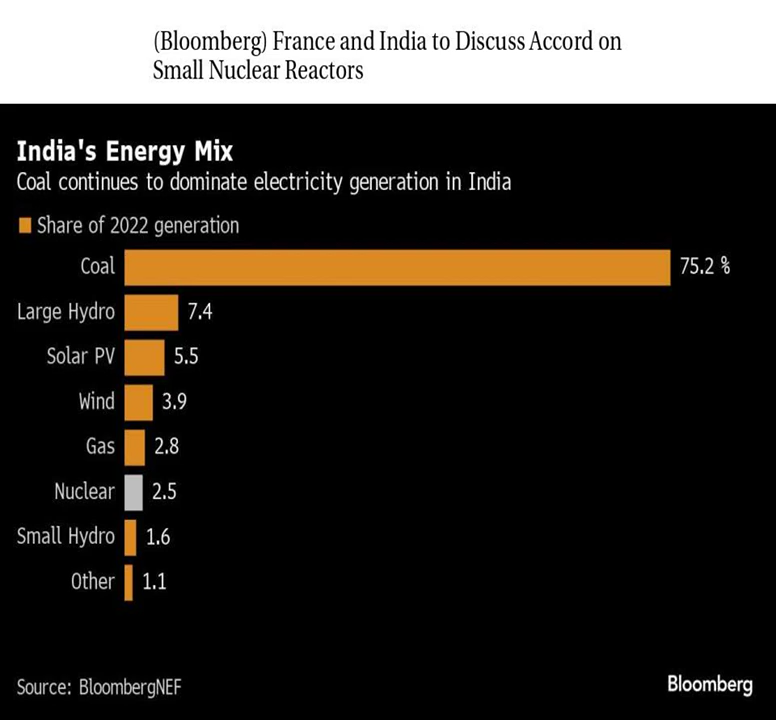 (Bloomberg) France and India to Discuss Accord on
Small Nuclear Reactors
India's Energy Mix
Coal continues to dominate electricity generation in India
Share of 2022 generation
Coal 75.2 %
Large Hydro 7.4
Solar PV 5.5
Wind 3.9
Gas 2.8
Nuclear 2.5
Small Hydro 1.6
Other 1.1
Source: BloombergNEF
Bloomberg